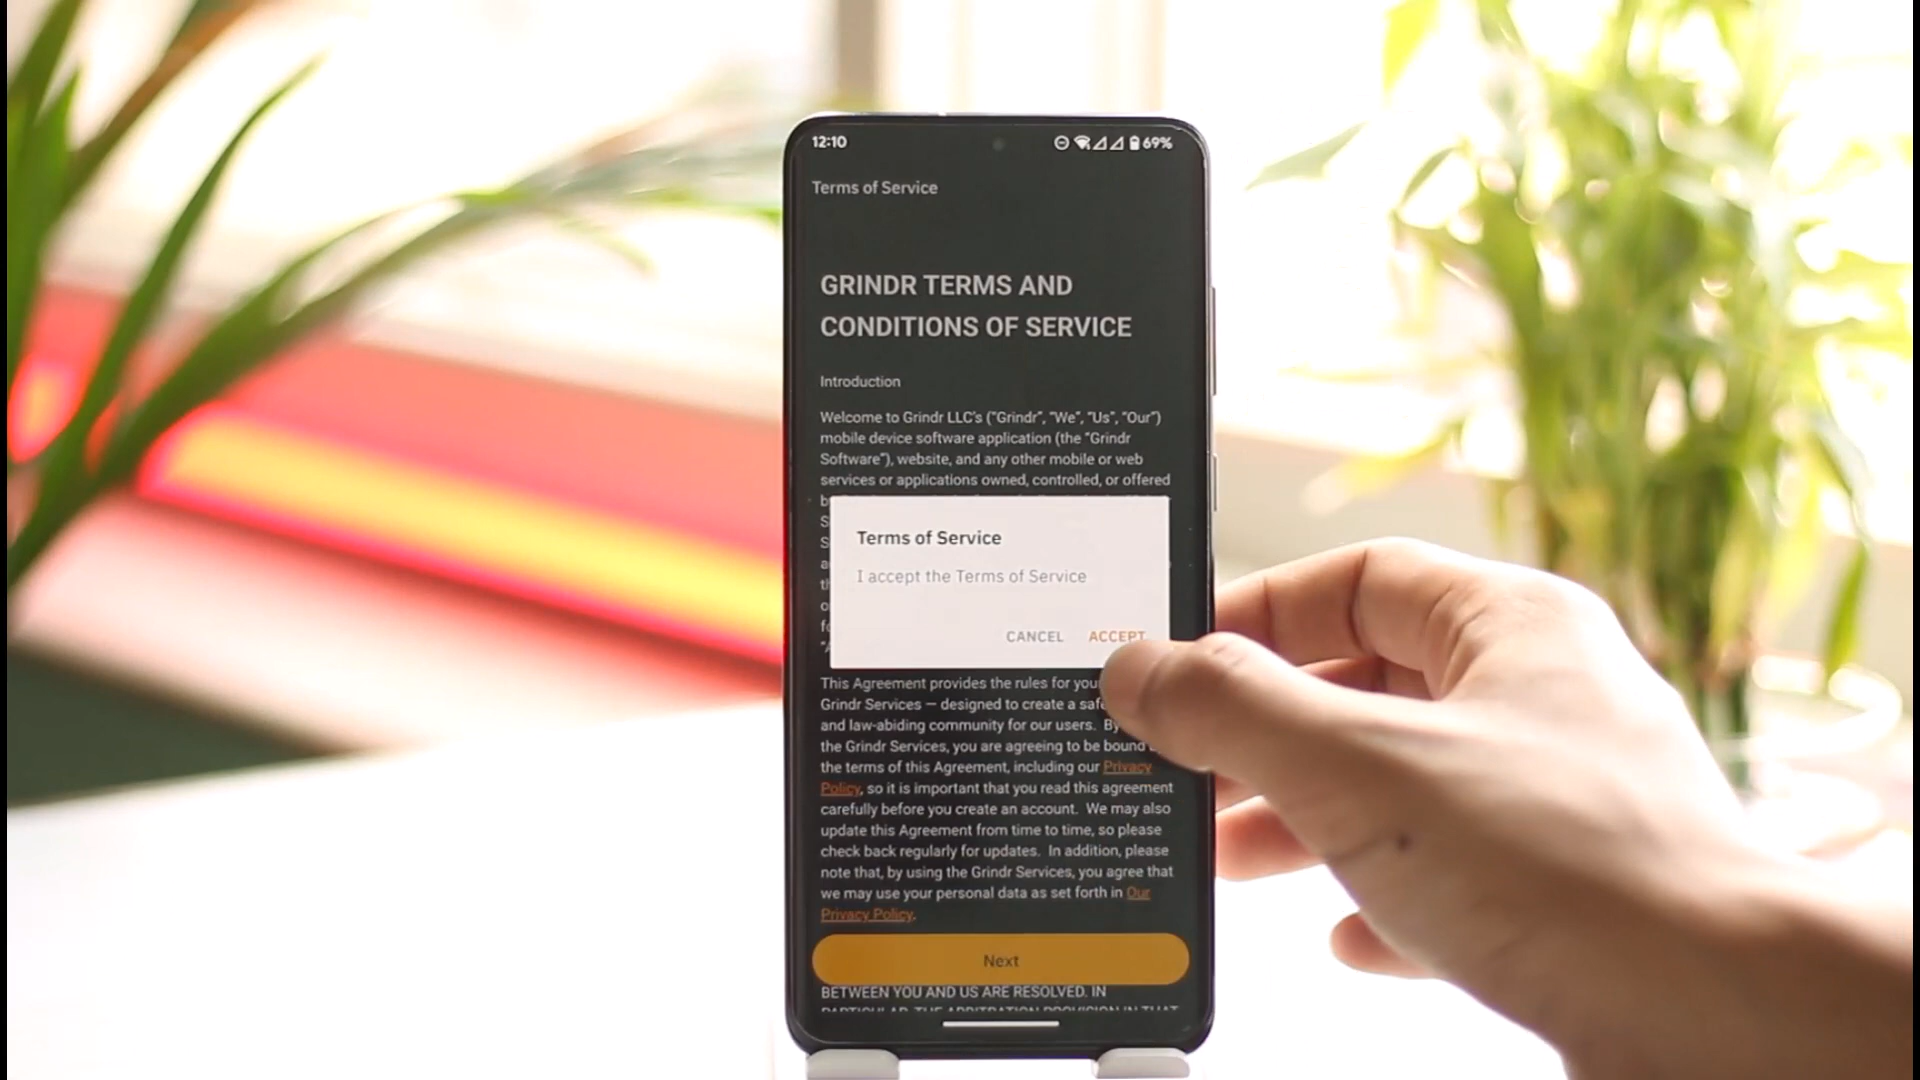 12:10
69%
Terms of Service
GRINDR TERMS AND
CONDITIONS OF SERVICE
Introduction
Welcome to Grindr LLC's ("Grindr", "We", "Us", "Our")
mobile device software application (the "Grindr
Software"), website, and any other mobile or web
services or applications owned, controlled, or offered
Terms of Service
I accept the Terms of Service
CANCEL ACCEPT
This Agreement provides the rules for your
Grindr Services — designed to create a safe
and law-abiding community for our users. By
the Grindr Services, you are agreeing to be bound
the terms of this Agreement, including our Privacy
Policy, so it is important that you read this agreement
carefully before you create an account. We may also
update this Agreement from time to time, so please
check back regularly for updates. In addition, please
note that, by using the Grindr Services, you agree that
we may use your personal data as set forth in Our
Privacy Policy.
Next
BETWEEN YOU AND US ARE RESOLVED. IN
PARTICULAR, THE ARBITRATION PROVISION IN THAT